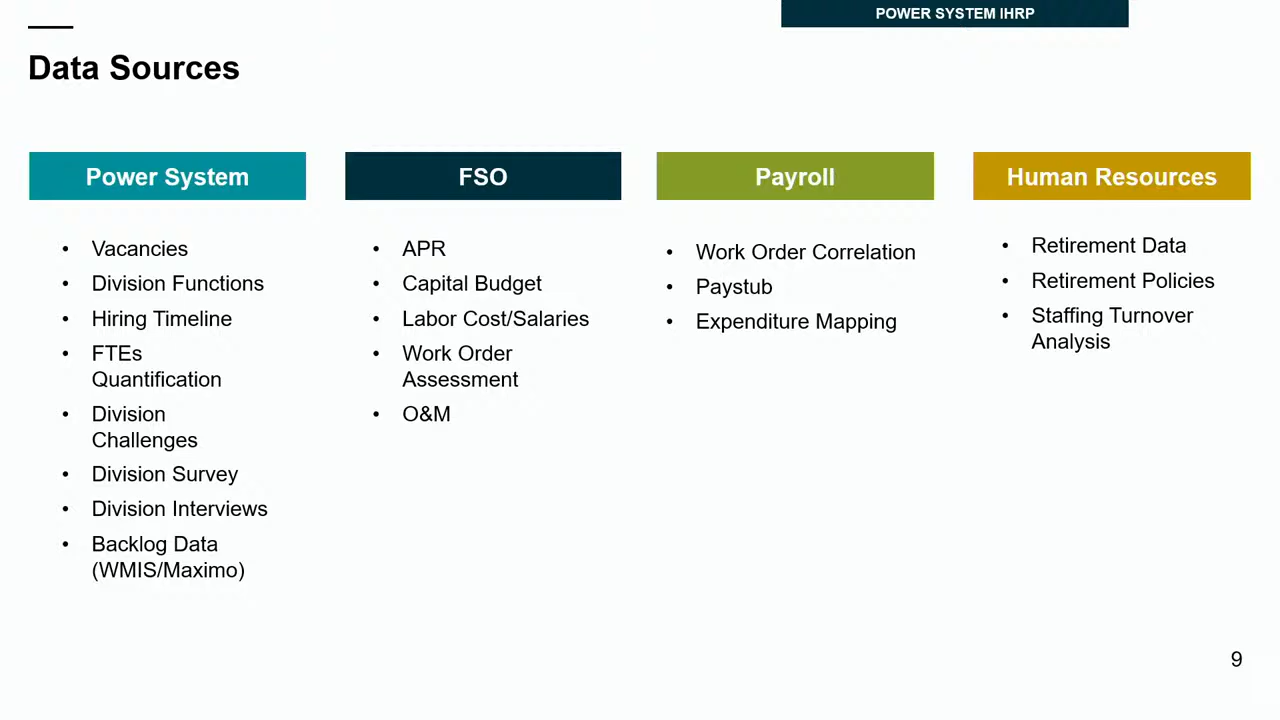 POWER SYSTEM IHRP
Data Sources
Power System
• Vacancies
• Division Functions
• Hiring Timeline
• FTEs
Quantification
• Division
Challenges
• Division Survey
• Division Interviews
• Backlog Data
(WMIS/Maximo)
FSO
• APR
• Capital Budget
• Labor Cost/Salaries
• Work Order
Assessment
• O&M
Payroll
• Work Order Correlation
• Paystub
• Expenditure Mapping
Human Resources
• Retirement Data
• Retirement Policies
• Staffing Turnover
Analysis
9